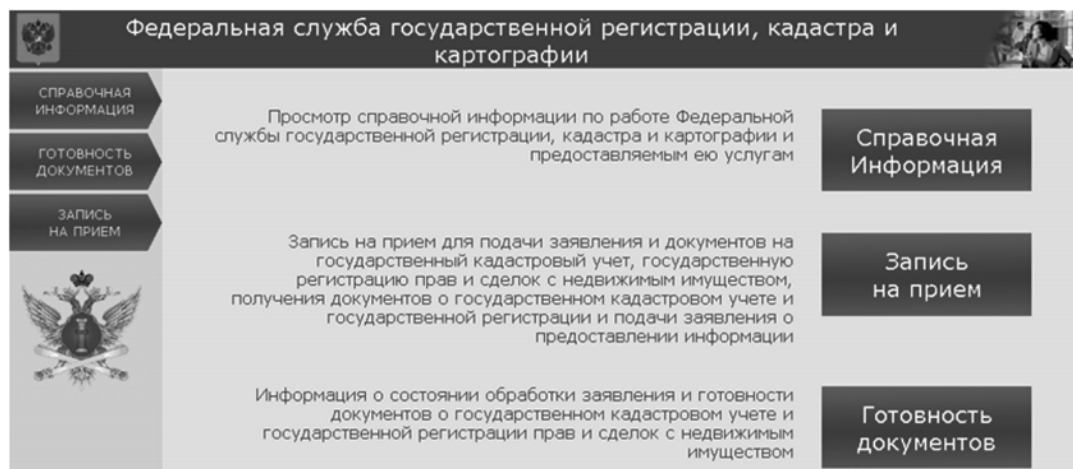 Федеральная служба государственной регистрации, кадастра и
картографии
СПРАВОЧНАЯ
ИНФОРМАЦИЯ
ГОТОВНОСТЬ
ДОКУМЕНТОВ
ЗАПИСЬ
НА ПРИЕМ
Просмотр справочной информации по работе Федеральной
службы государственной регистрации, кадастра и картографии и
предоставляемым ею услугам
Справочная
Информация
Запись на прием для подачи заявления и документов на
государственный кадастровый учет, государственную
регистрацию прав и сделок с недвижимым имуществом,
получения документов о государственном кадастровом учете и
государственной регистрации и подачи заявления о
предоставлении информации
Запись
на прием
Информация о состоянии обработки заявления и готовности
документов о государственном кадастровом учете и
государственной регистрации прав и сделок с недвижимым
имуществом
Готовность
документов